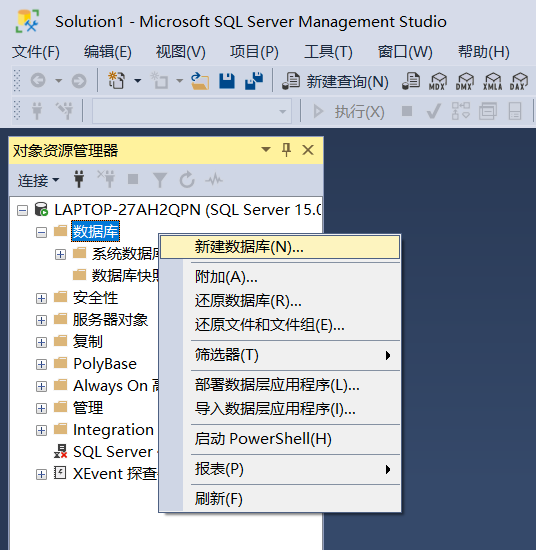 Solution1 - Microsoft SQL Server Management Studio
文件(F) 编辑(E) 视图(V) 项目(P) 工具(T) 窗口(W) 帮助(H)
新建查询(N) MDX DMX XMLA DAX
执行(X)
对象资源管理器
连接
LAPTOP-27AH2QPN (SQL Server 15.0
数据库
新建数据库(N)...
系统数据库
附加(A)...
数据库快照
还原数据库(R)...
安全性
服务器对象
还原文件和文件组(E)...
复制
筛选器(T)
PolyBase
Always On
部署数据层应用程序(L)...
管理
导入数据层应用程序(I)...
Integration
启动 PowerShell(H)
SQL Server
XEvent 探查
报表(P)
刷新(F)